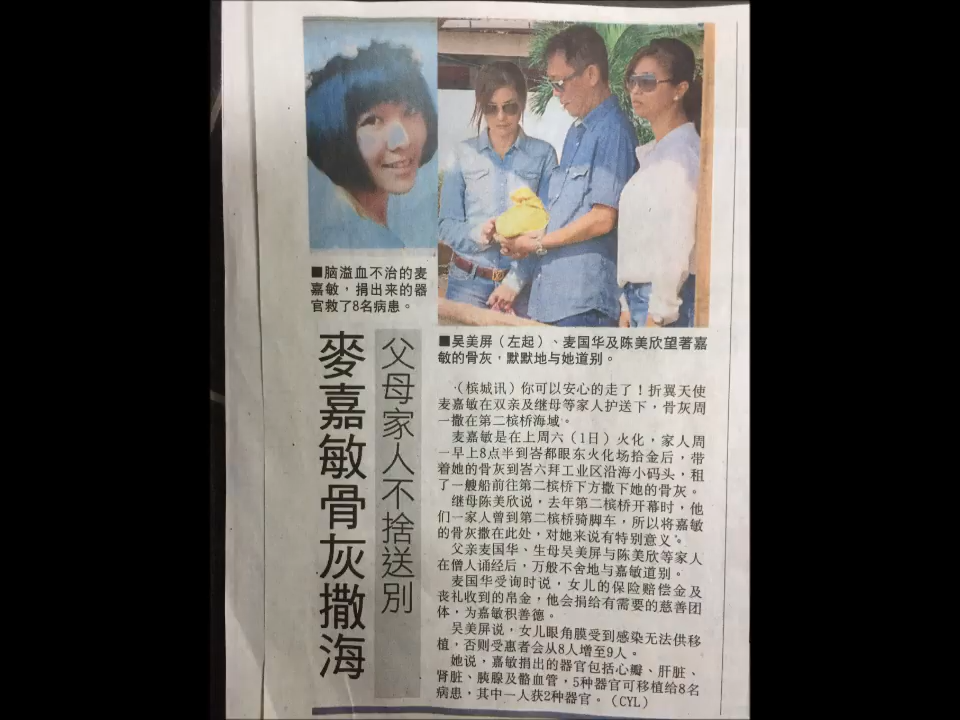 ■脑溢血不治的麦
嘉敏，捐出来的器
官救了8名病患。
■吴美屏（左起）、麦国华及陈美欣望著嘉
敏的骨灰，默默地与她道别。
麥嘉敏骨灰撒海
父母家人不捨送別
（槟城讯）你可以安心的走了！折翼天使
麦嘉敏在双亲及继母等家人护送下，骨灰周
一撒在第二槟桥海域。
麦嘉敏是在上周六（1日）火化，家人周
一早上8点半到峇都眼东火化场拾金后，带
着她的骨灰到峇六拜工业区沿海小码头，租
了一艘船前往第二槟桥下方撒下她的骨灰。
继母陈美欣说，去年第二槟桥开幕时，他
们一家人曾到第二槟桥骑脚车，所以将嘉敏
的骨灰撒在此处，对她来说有特别意义。
父亲麦国华、生母吴美屏与陈美欣等家人
在僧人诵经后，万般不舍地与嘉敏道别。
麦国华受询时说，女儿的保险赔偿金及
丧礼收到的帛金，他会捐给有需要的慈善团
体，为嘉敏积善德。
吴美屏说，女儿眼角膜受到感染无法供移
植，否则受惠者会从8人增至9人。
她说，嘉敏捐出的器官包括心瓣、肝脏、
肾脏、胰腺及髂血管，5种器官可移植给8名
病患，其中一人获2种器官。(CYL)